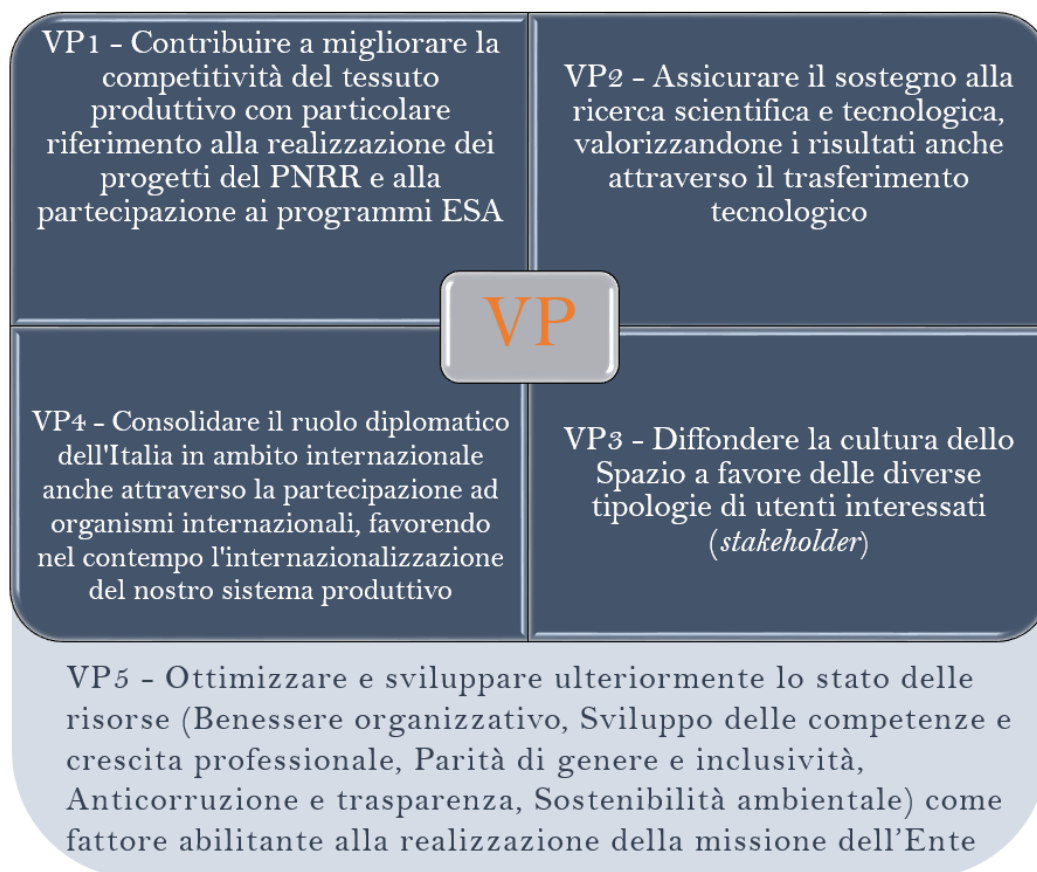 VP1 - Contribuire a migliorare la
competitività del tessuto
produttivo con particolare
riferimento alla realizzazione dei
progetti del PNRR e alla
partecipazione ai programmi ESA
VP2 - Assicurare il sostegno alla
ricerca scientifica e tecnologica,
valorizzandone i risultati anche
attraverso il trasferimento
tecnologico
VP
VP4 - Consolidare il ruolo diplomatico
dell'Italia in ambito internazionale
anche attraverso la partecipazione ad
organismi internazionali, favorendo
nel contempo l'internazionalizzazione
del nostro sistema produttivo
VP3 - Diffondere la cultura dello
Spazio a favore delle diverse
tipologie di utenti interessati
(stakeholder)
VP5 - Ottimizzare e sviluppare ulteriormente lo stato delle
risorse (Benessere organizzativo, Sviluppo delle competenze e
crescita professionale, Parità di genere e inclusività,
Anticorruzione e trasparenza, Sostenibilità ambientale) come
fattore abilitante alla realizzazione della missione dell’Ente